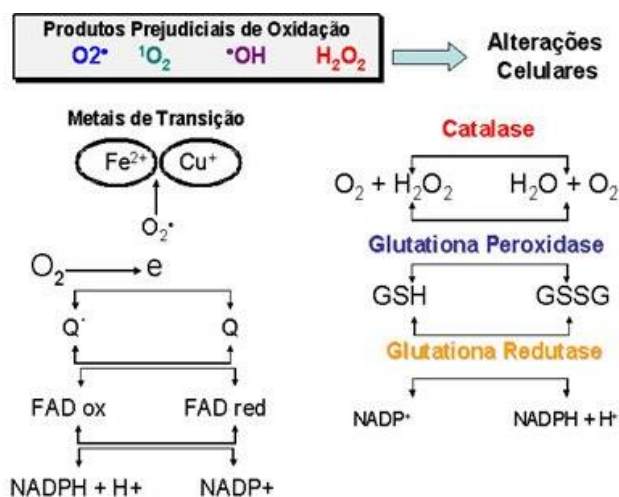 Produtos Prejudiciais de Oxidação
O2• ¹O₂ •OH H₂O₂
Alterações
Celulares
Metais de Transição
Fe²⁺ Cu⁺
O₂•
O₂ e
Q• Q
FAD ox FAD red
NADPH + H+ NADP+
Catalase
O₂ + H₂O₂ H₂O + O₂
Glutationa Peroxidase
GSH GSSG
Glutationa Redutase
NADP⁺ NADPH + H⁺